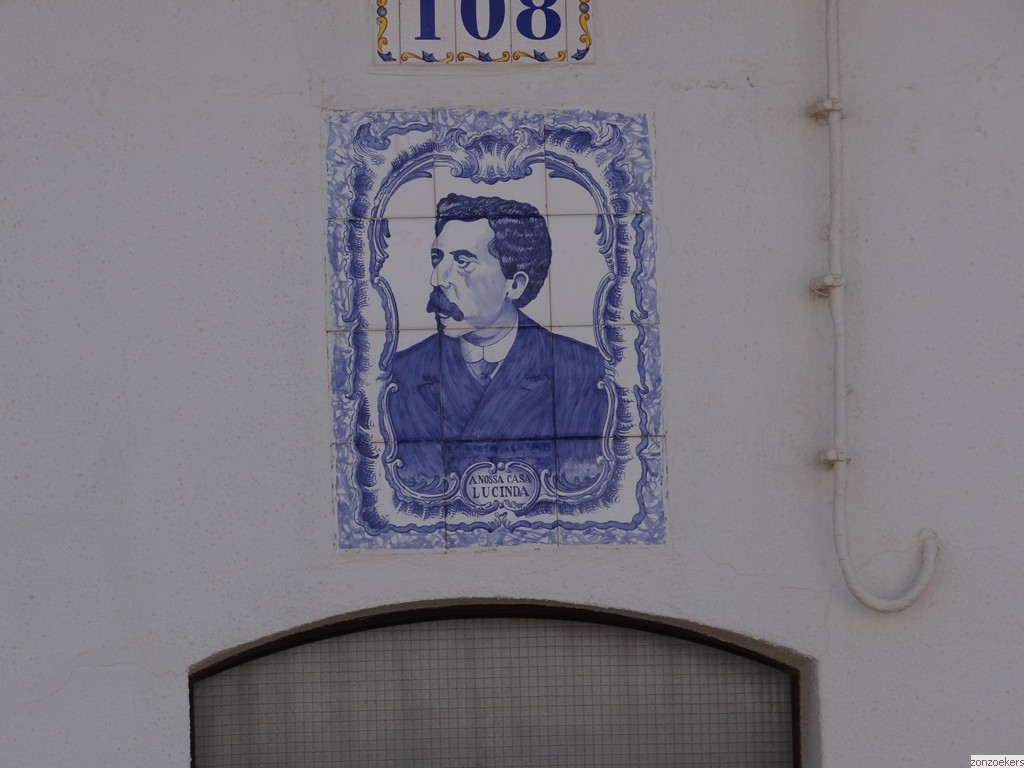 108
A NOSSA CASA
LUCINDA
zonzoekers